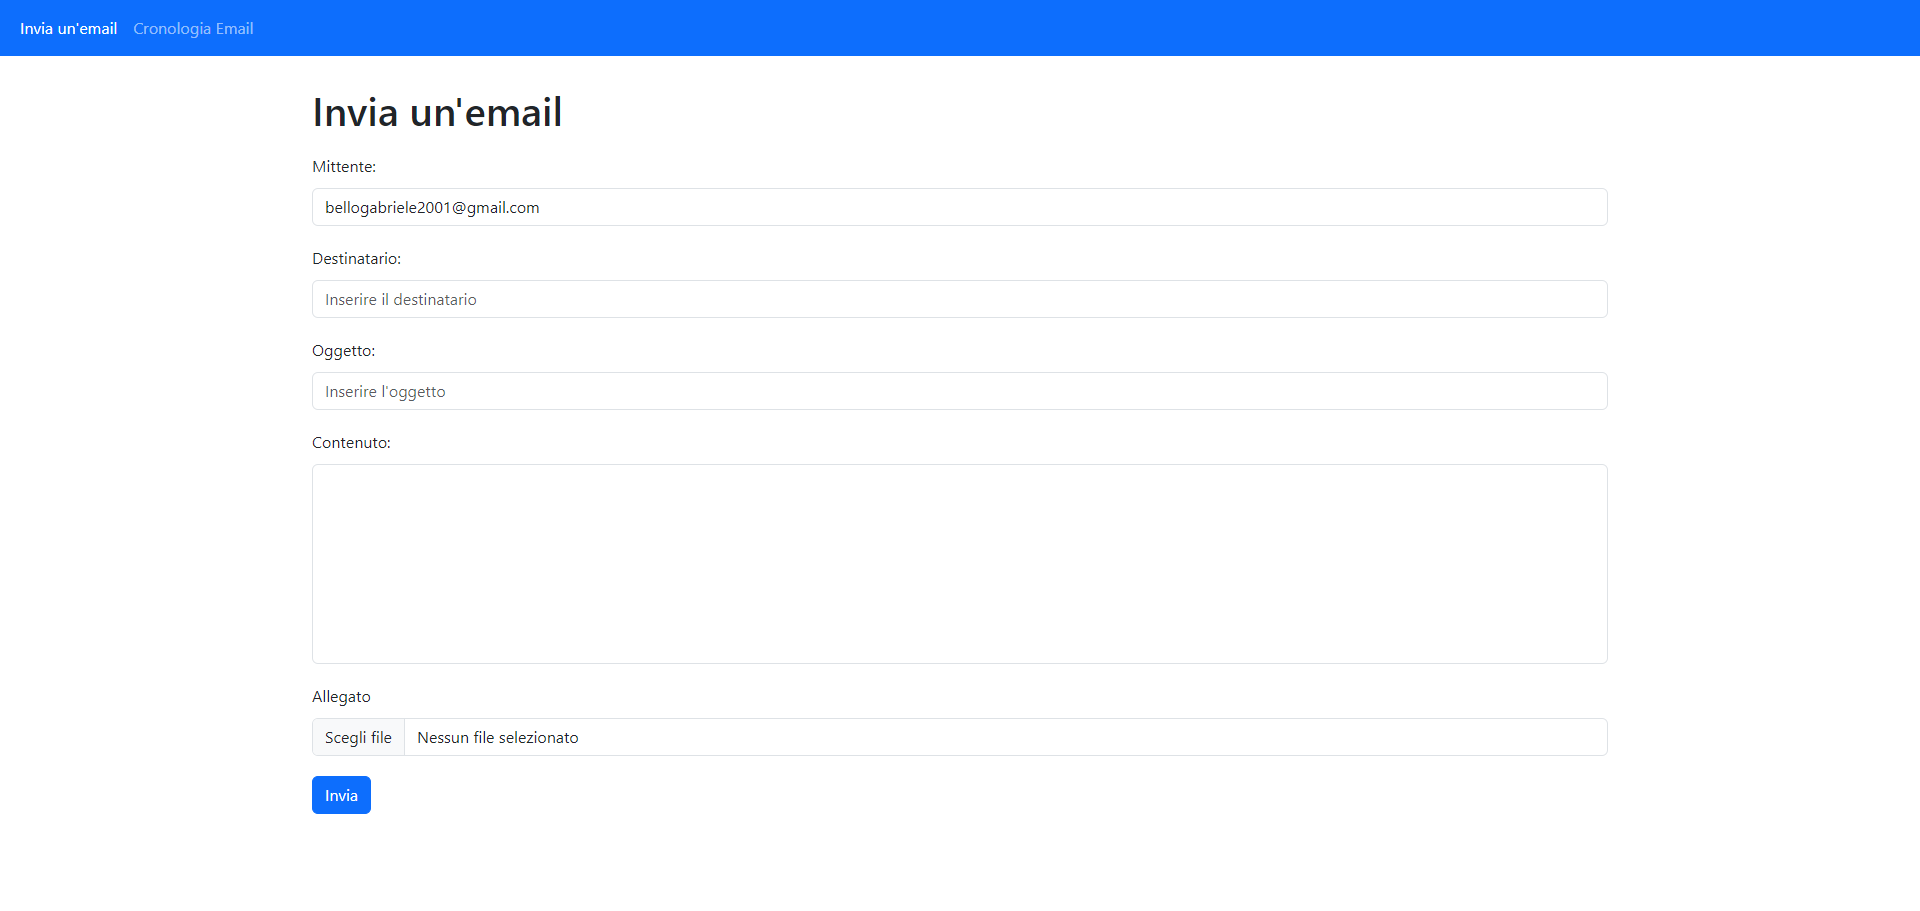 Invia un'email Cronologia Email
Invia un'email
Mittente:
bellogabriele2001@gmail.com
Destinatario:
Inserire il destinatario
Oggetto:
Inserire l'oggetto
Contenuto:
Allegato
Scegli file Nessun file selezionato
Invia